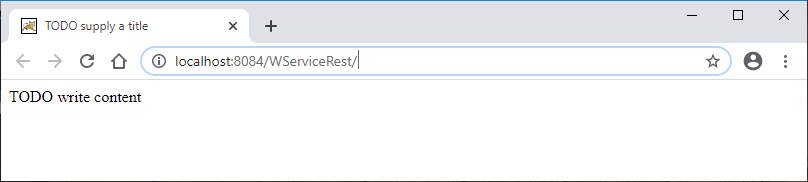 TODO supply a title
localhost:8084/WServiceRest/
TODO write content